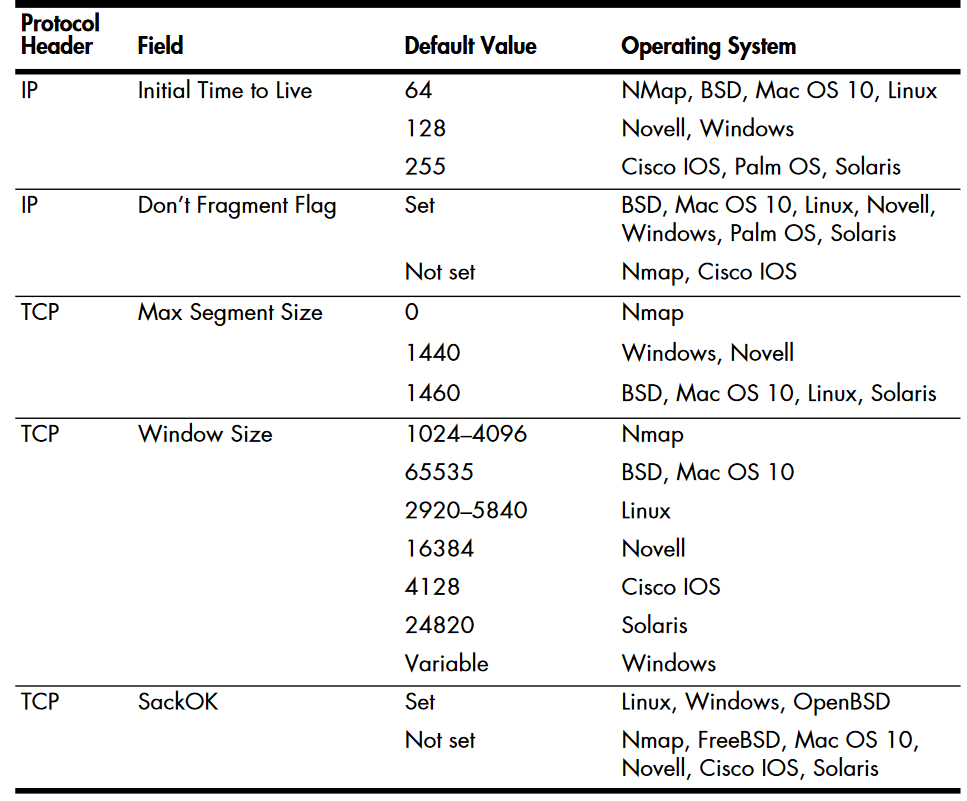 Protocol
Header Field Default Value Operating System
IP Initial Time to Live 64 NMap, BSD, Mac OS 10, Linux
128 Novell, Windows
255 Cisco IOS, Palm OS, Solaris
IP Don’t Fragment Flag Set BSD, Mac OS 10, Linux, Novell,
Windows, Palm OS, Solaris
Not set Nmap, Cisco IOS
TCP Max Segment Size 0 Nmap
1440 Windows, Novell
1460 BSD, Mac OS 10, Linux, Solaris
TCP Window Size 1024–4096 Nmap
65535 BSD, Mac OS 10
2920–5840 Linux
16384 Novell
4128 Cisco IOS
24820 Solaris
Variable Windows
TCP SackOK Set Linux, Windows, OpenBSD
Not set Nmap, FreeBSD, Mac OS 10,
Novell, Cisco IOS, Solaris